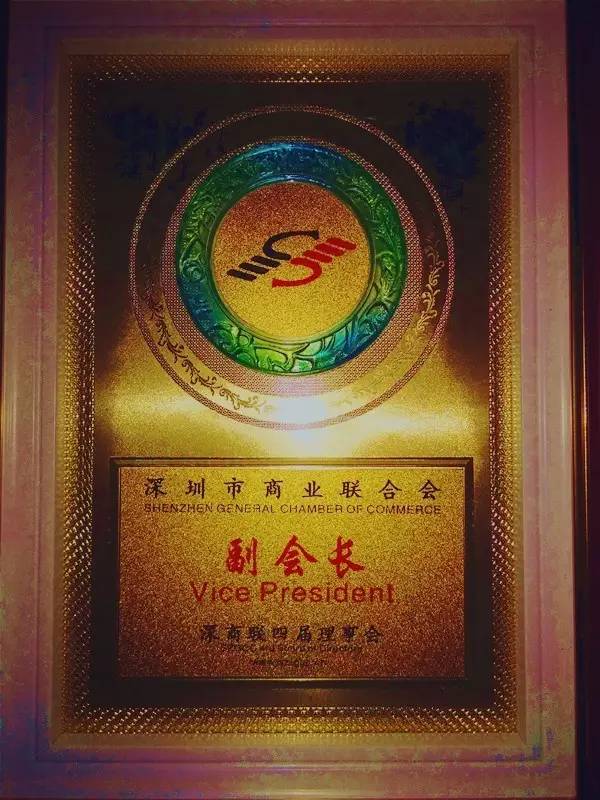 深圳市商业联合会
SHENZHEN GENERAL CHAMBER OF COMMERCE
副会长
Vice President
深商联四届理事会